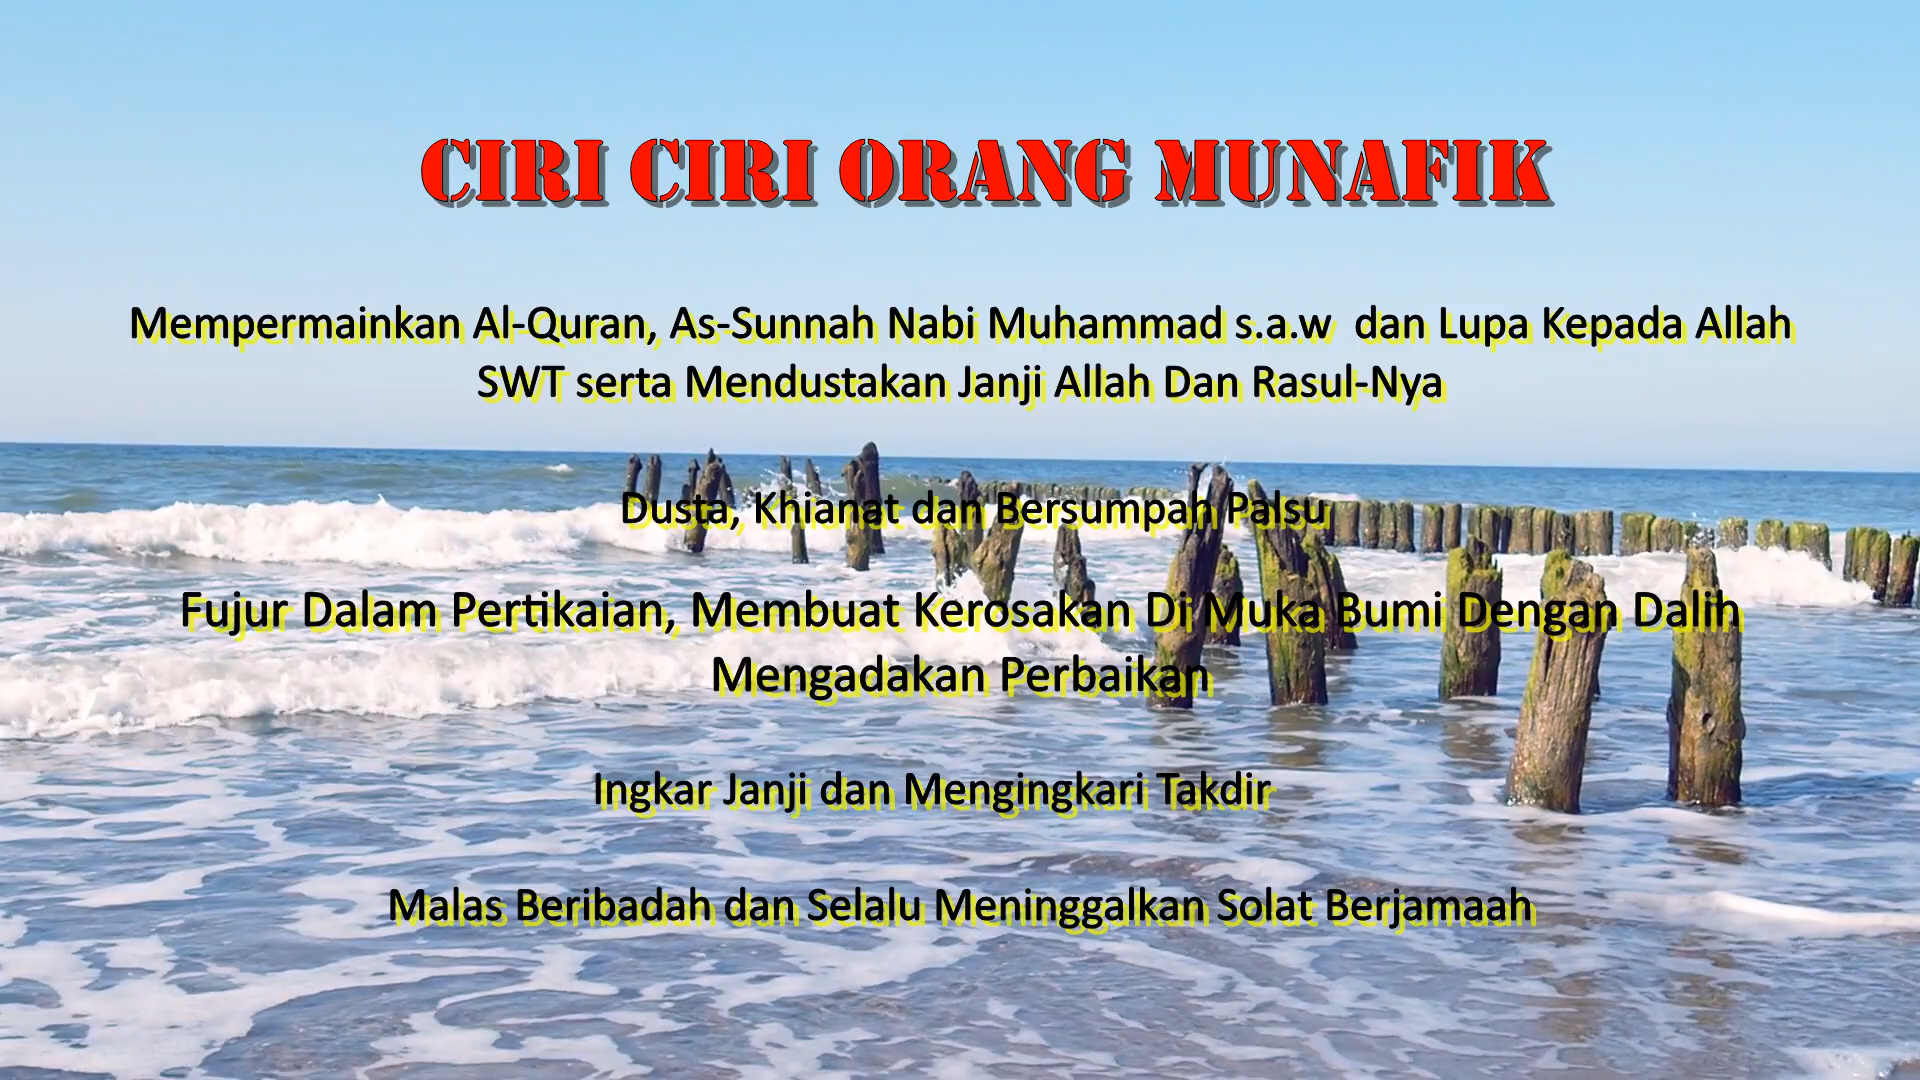 CIRI CIRI ORANG MUNAFIK
Mempermainkan Al-Quran, As-Sunnah Nabi Muhammad s.a.w dan Lupa Kepada Allah
SWT serta Mendustakan Janji Allah Dan Rasul-Nya
Dusta, Khianat dan Bersumpah Palsu
Fujur Dalam Pertikaian, Membuat Kerosakan Di Muka Bumi Dengan Dalih
Mengadakan Perbaikan
Ingkar Janji dan Mengingkari Takdir
Malas Beribadah dan Selalu Meninggalkan Solat Berjamaah